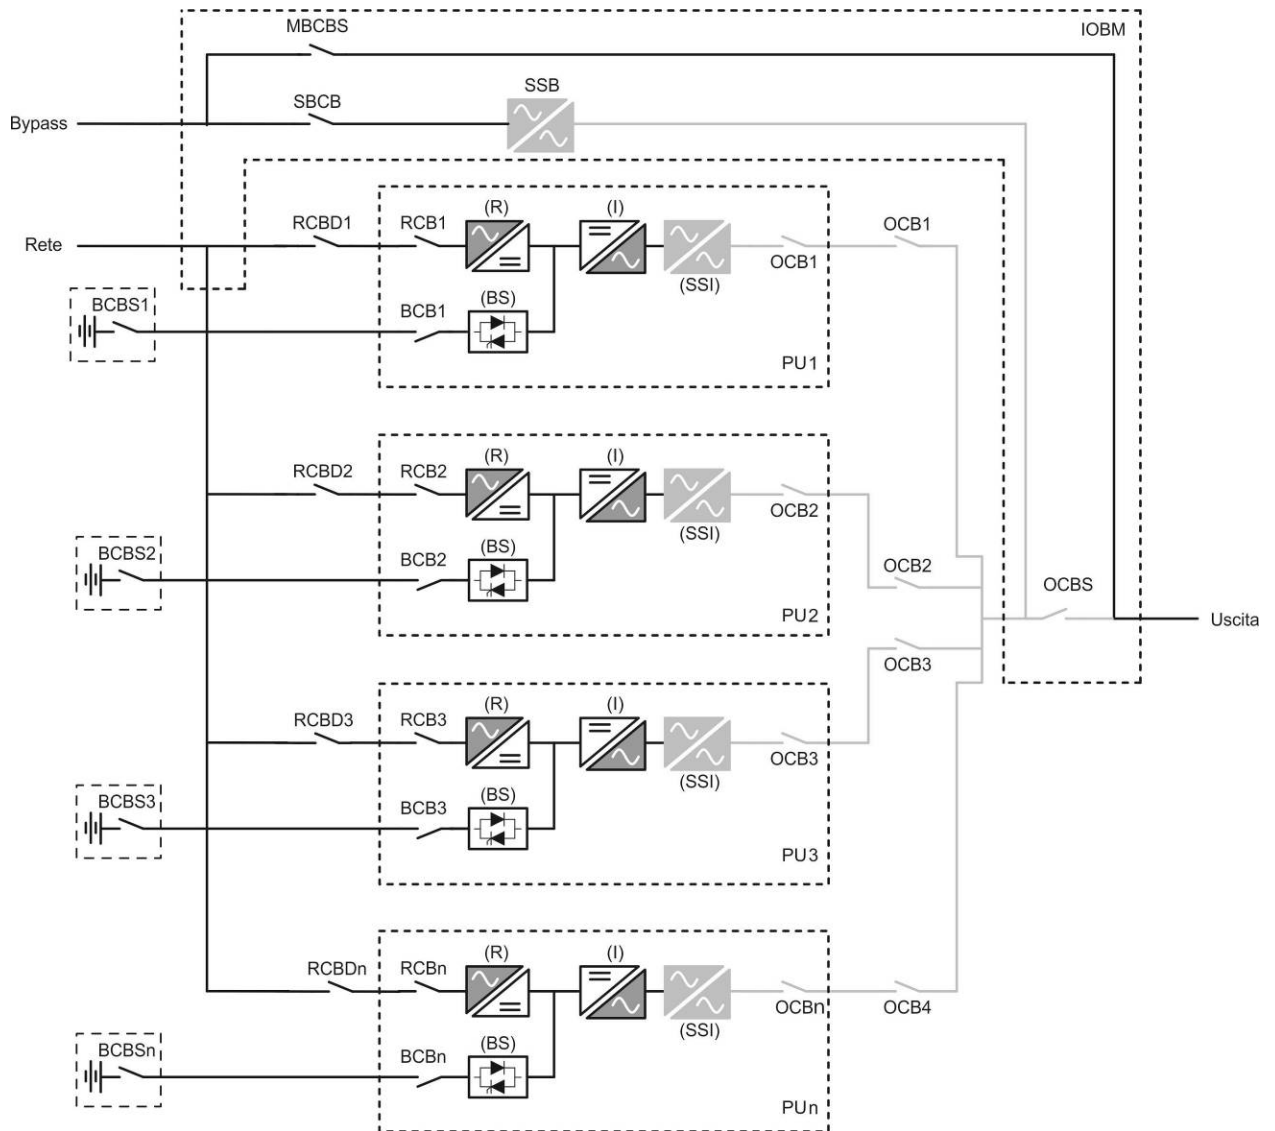 MBCBS
IOBM
SSB
SBCB
Bypass
(R)
(I)
RCBD1
RCB1
OCB1
Rete
OCB1
(SSI)
BCBS1
BCB1
(BS)
PU1
(R)
(I)
RCBD2
RCB2
OCB2
(SSI)
BCBS2
BCB2
(BS)
OCB2
OCBS
PU2
Uscita
OCB3
(R)
(I)
RCBD3
RCB3
OCB3
(SSI)
BCBS3
BCB3
(BS)
PU3
(R)
(I)
RCBDn
RCBn
OCBn
OCB4
(SSI)
BCBSn
BCBn
(BS)
PUn